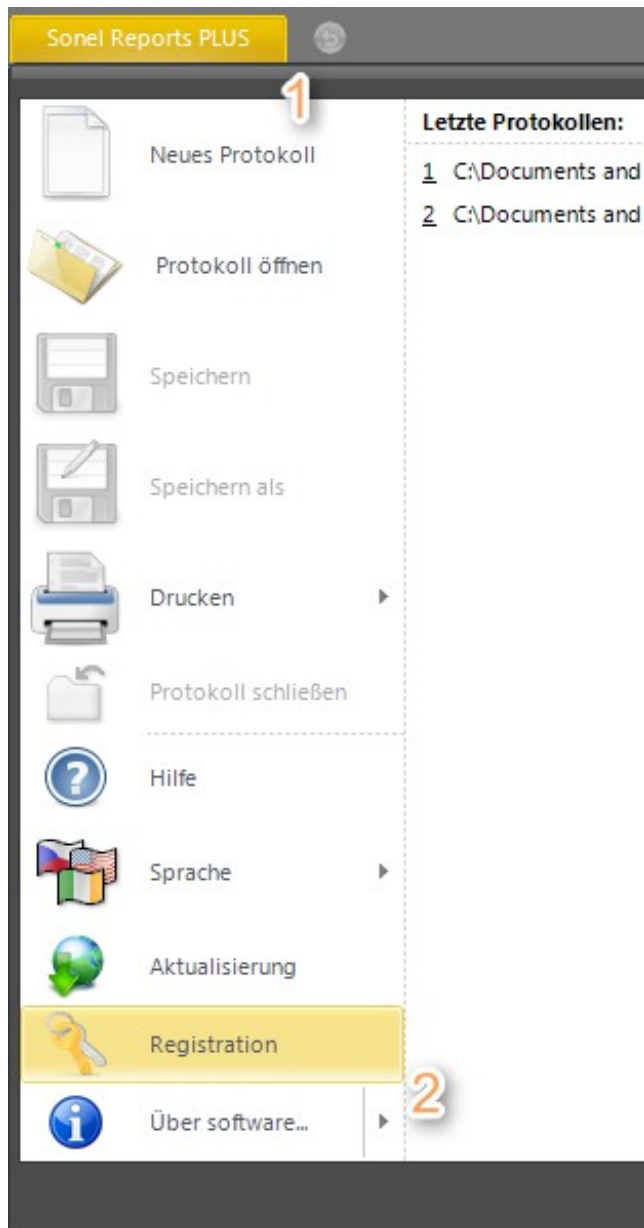 Sonel Reports PLUS
1
Neues Protokoll
Protokoll öffnen
Speichern
Speichern als
Drucken
Protokoll schließen
Hilfe
Sprache
Aktualisierung
Registration
2
Über software...
Letzte Protokollen:
1 C:\Documents and
2 C:\Documents and